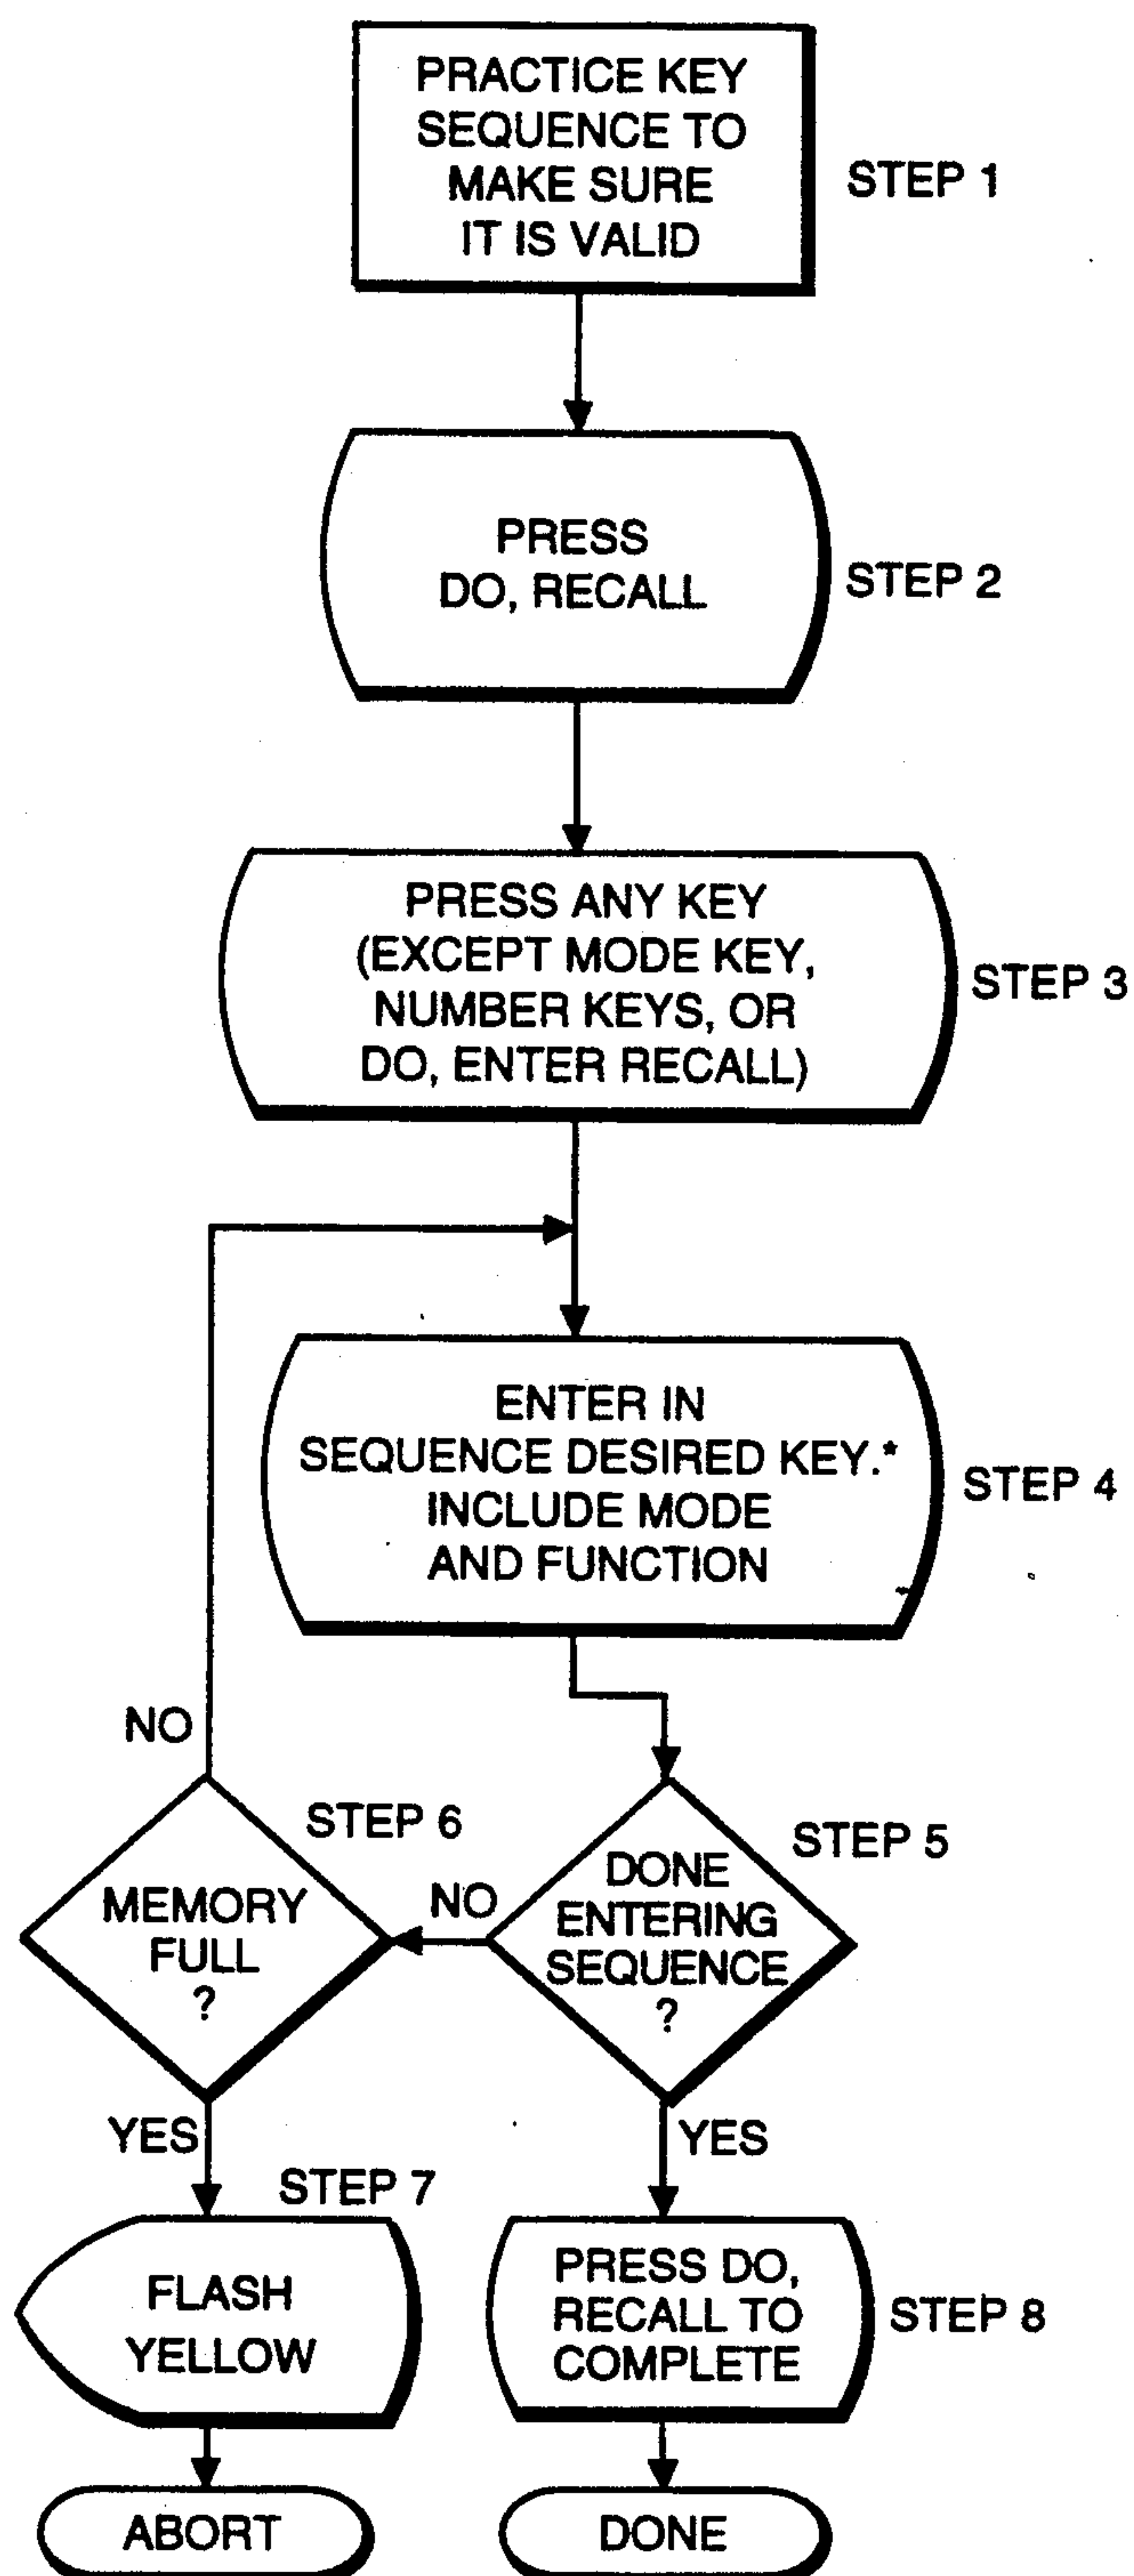 PRACTICE KEY
SEQUENCE TO
MAKE SURE
IT IS VALID
STEP 1
PRESS
DO, RECALL
STEP 2
PRESS ANY KEY
(EXCEPT MODE KEY,
NUMBER KEYS, OR
DO, ENTER RECALL)
STEP 3
ENTER IN
SEQUENCE DESIRED KEY.*
INCLUDE MODE
AND FUNCTION
STEP 4
NO
STEP 6
MEMORY
FULL
?
NO
STEP 5
DONE
ENTERING
SEQUENCE
?
YES
YES
STEP 7
FLASH
YELLOW
PRESS DO,
RECALL TO
COMPLETE
STEP 8
ABORT
DONE